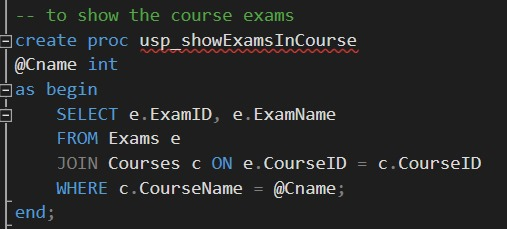 -- to show the course exams
create proc usp_showExamsInCourse
@Cname int
as begin
SELECT e.ExamID, e.ExamName
FROM Exams e
JOIN Courses c ON e.CourseID = c.CourseID
WHERE c.CourseName = @Cname;
end;